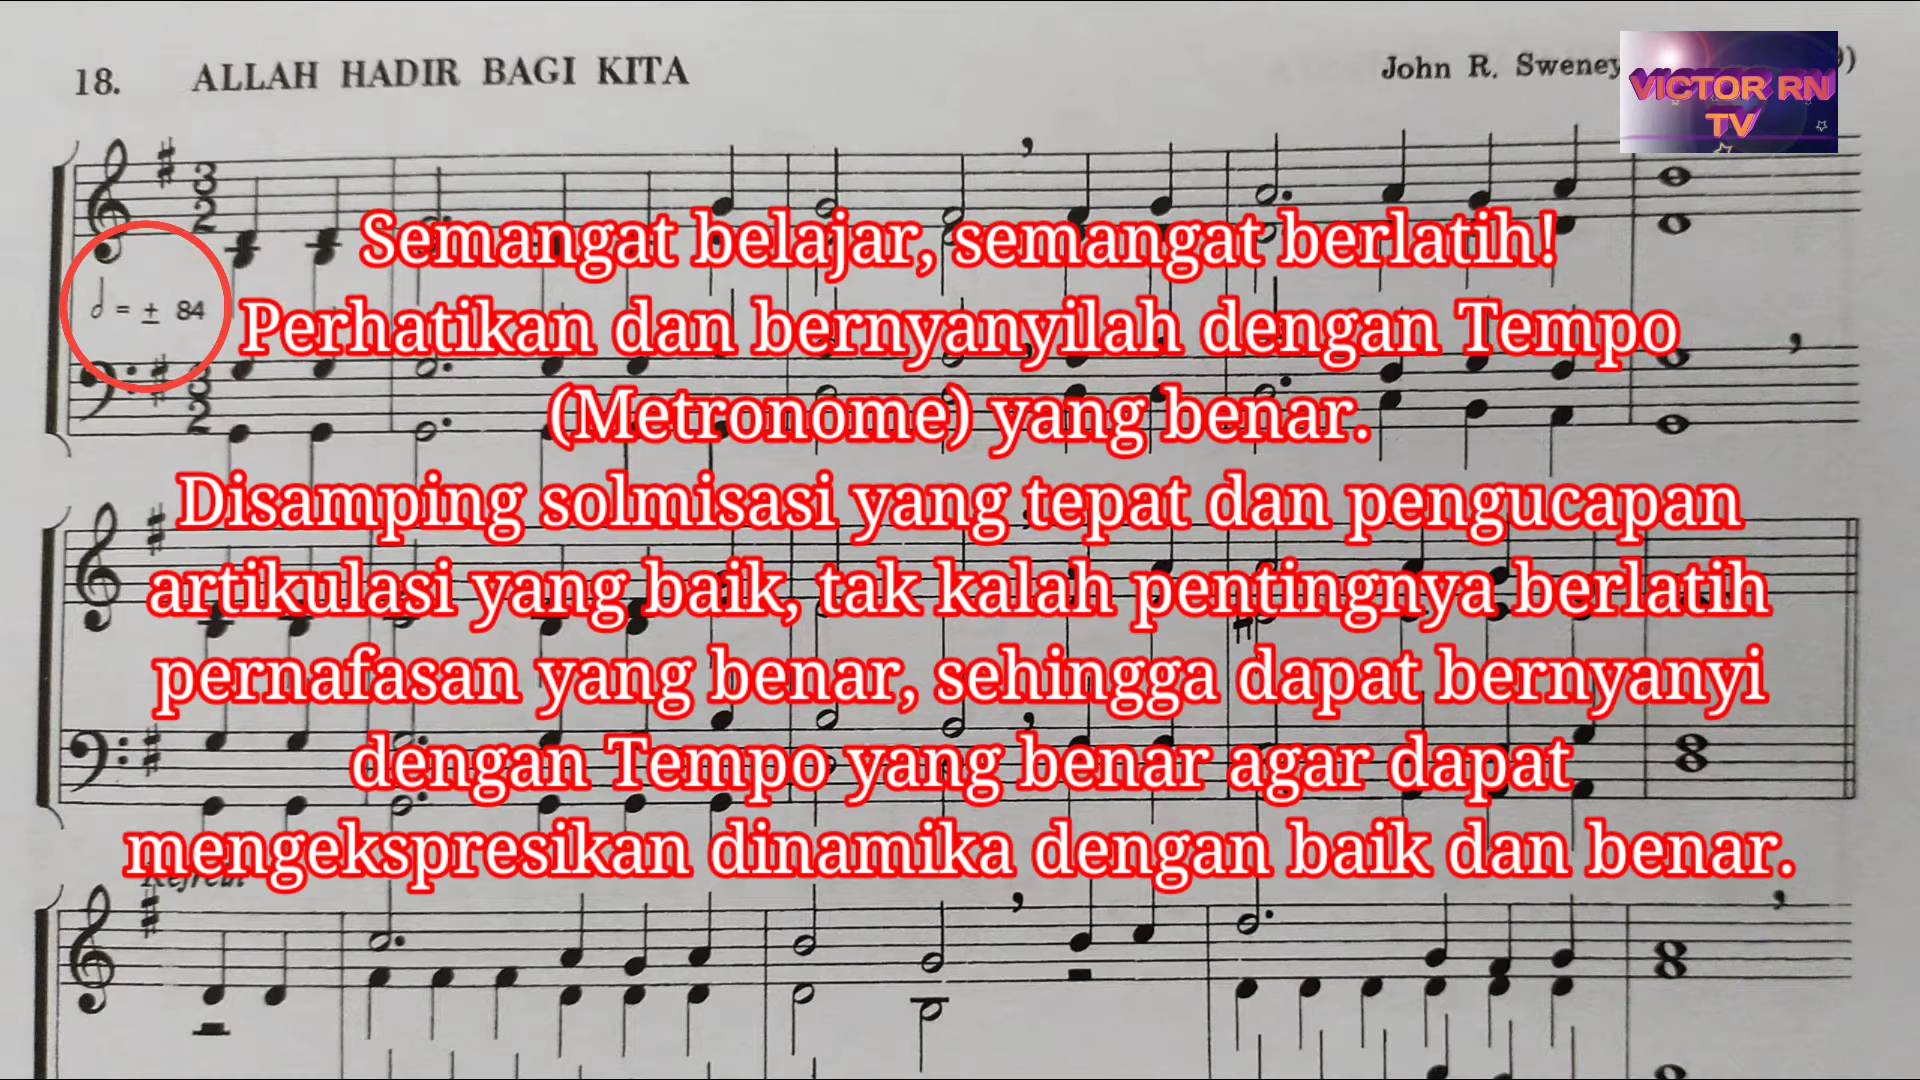 18. ALLAH HADIR BAGI KITA
John R. Sweney
VICTOR RN
TV
Semangat belajar, semangat berlatih!
= ± 84
Perhatikan dan bernyanyilah dengan Tempo
(Metronome) yang benar.
Disamping solmisasi yang tepat dan pengucapan
artikulasi yang baik, tak kalah pentingnya berlatih
pernafasan yang benar, sehingga dapat bernyanyi
dengan Tempo yang benar agar dapat
mengekspresikan dinamika dengan baik dan benar.